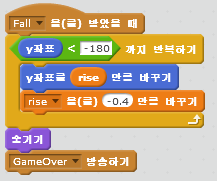 Fall 을(를) 받았을 때
y좌표 < -180 까지 반복하기
y좌표를 rise 만큼 바꾸기
rise 을(를) -0.4 만큼 바꾸기
숨기기
GameOver 방송하기